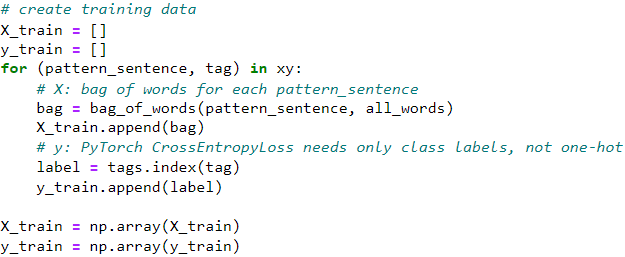 # create training data
X_train = []
y_train = []
for (pattern_sentence, tag) in xy:
    # X: bag of words for each pattern_sentence
    bag = bag_of_words(pattern_sentence, all_words)
    X_train.append(bag)
    # y: PyTorch CrossEntropyLoss needs only class labels, not one-hot
    label = tags.index(tag)
    y_train.append(label)

X_train = np.array(X_train)
y_train = np.array(y_train)